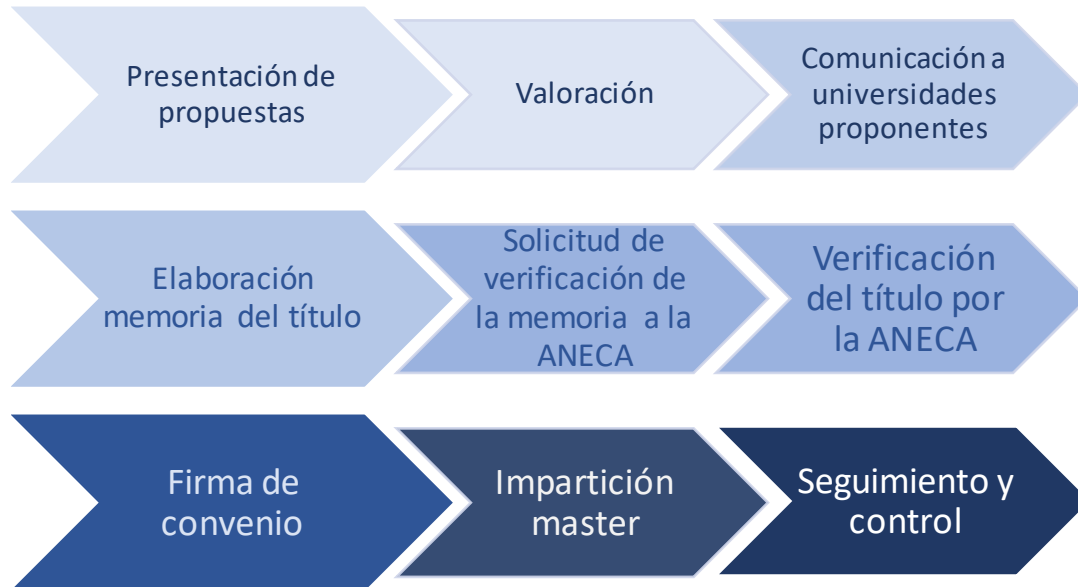 Presentación de
propuestas
Valoración
Comunicación a
universidades
proponentes
Elaboración
memoria del título
Solicitud de
verificación de
la memoria a la
ANECA
Verificación
del título por
la ANECA
Firma de
convenio
Impartición
master
Seguimiento y
control